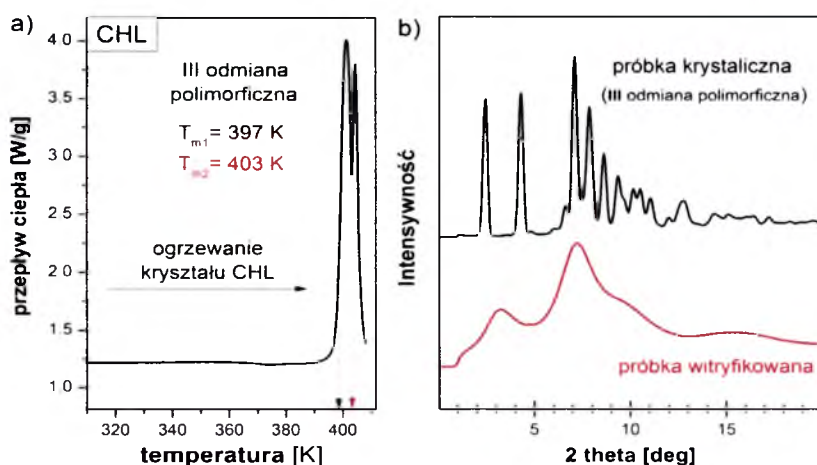 a)
CHL
III odmiana
polimorficzna
Tm1 = 397 K
Tm2 = 403 K
ogrzewanie
kryształu CHL
przepływ ciepła [W/g]
4.0
3.5
3.0
2.5
2.0
1.5
1.0
320
340
360
380
400
temperatura [K]
b)
próbka krystaliczna
(III odmiana polimorficzna)
próbka witryfikowana
Intensywność
5
10
15
2 theta [deg]